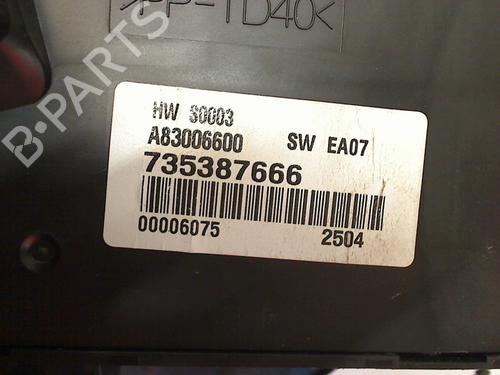 >PP-TD40<
B-PARTS
HW S0003
A83006600 SW EA07
735387666
00006075 2504